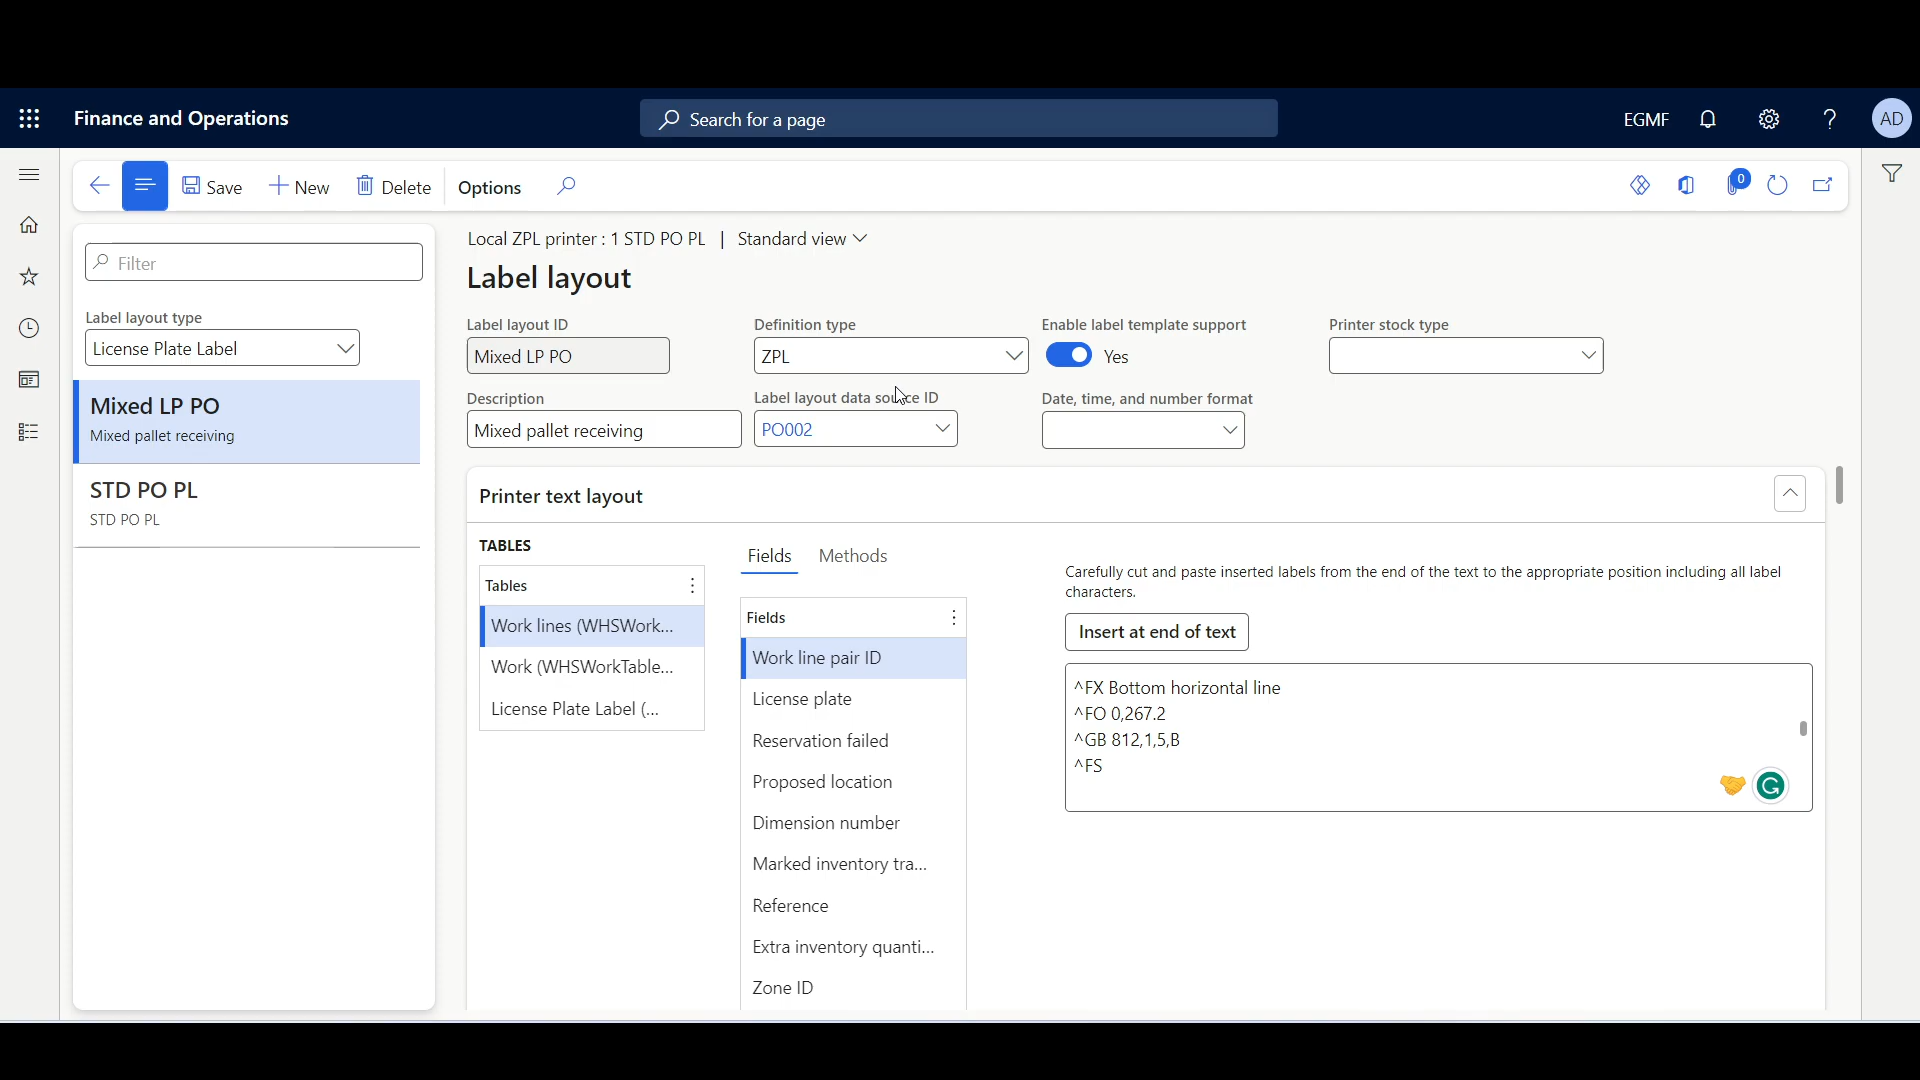 Finance and Operations
Search for a page
EGMF
?
AD
Save
New
Delete
Options
0
Filter
Label layout type
License Plate Label
Mixed LP PO
Mixed pallet receiving
STD PO PL
STD PO PL
Local ZPL printer : 1 STD PO PL | Standard view
Label layout
Label layout ID
Mixed LP PO
Definition type
ZPL
Enable label template support
Yes
Printer stock type
Description
Mixed pallet receiving
Label layout data source ID
PO002
Date, time, and number format
Printer text layout
TABLES
Tables
Work lines (WHSWork...
Work (WHSWorkTable...
License Plate Label (...
Fields
Methods
Fields
Work line pair ID
License plate
Reservation failed
Proposed location
Dimension number
Marked inventory tra...
Reference
Extra inventory quanti...
Zone ID
Carefully cut and paste inserted labels from the end of the text to the appropriate position including all label
characters.
Insert at end of text
^FX Bottom horizontal line
^FO 0,267.2
^GB 812,1,5,B
^FS